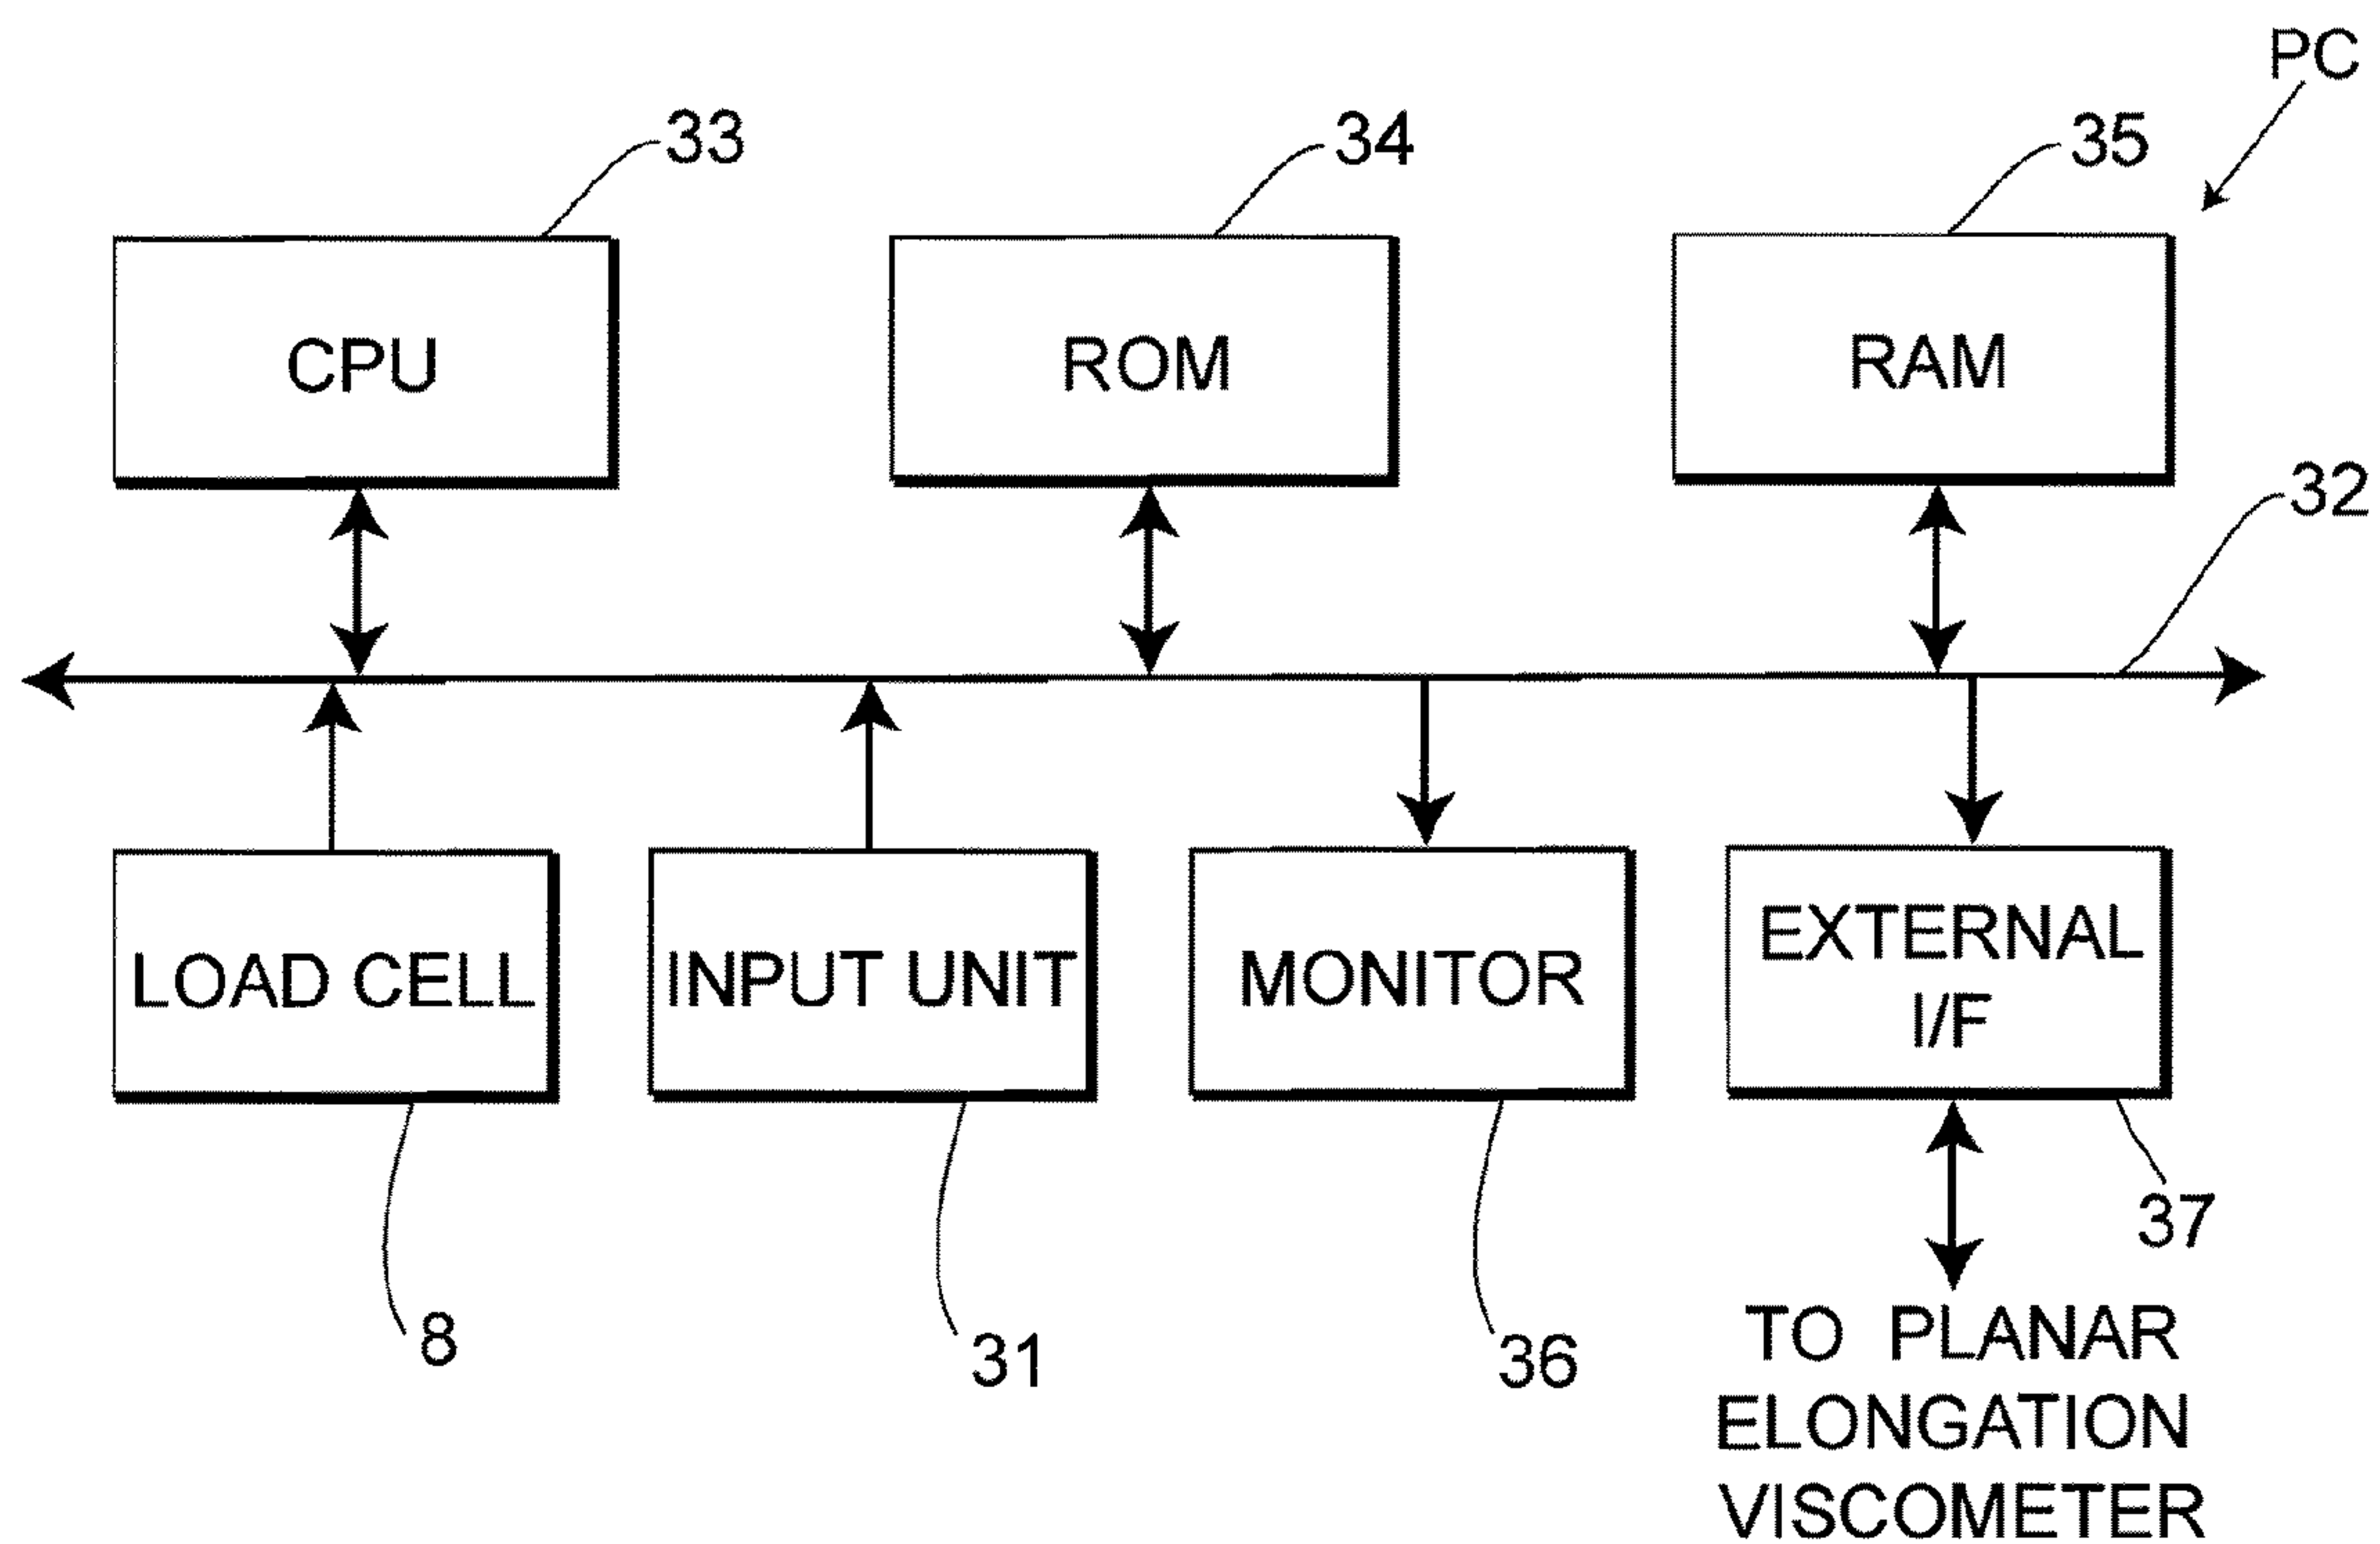 PC
33
34
35
CPU
ROM
RAM
32
LOAD CELL
INPUT UNIT
MONITOR
EXTERNAL
I/F
37
8
31
36
TO PLANAR
ELONGATION
VISCOMETER